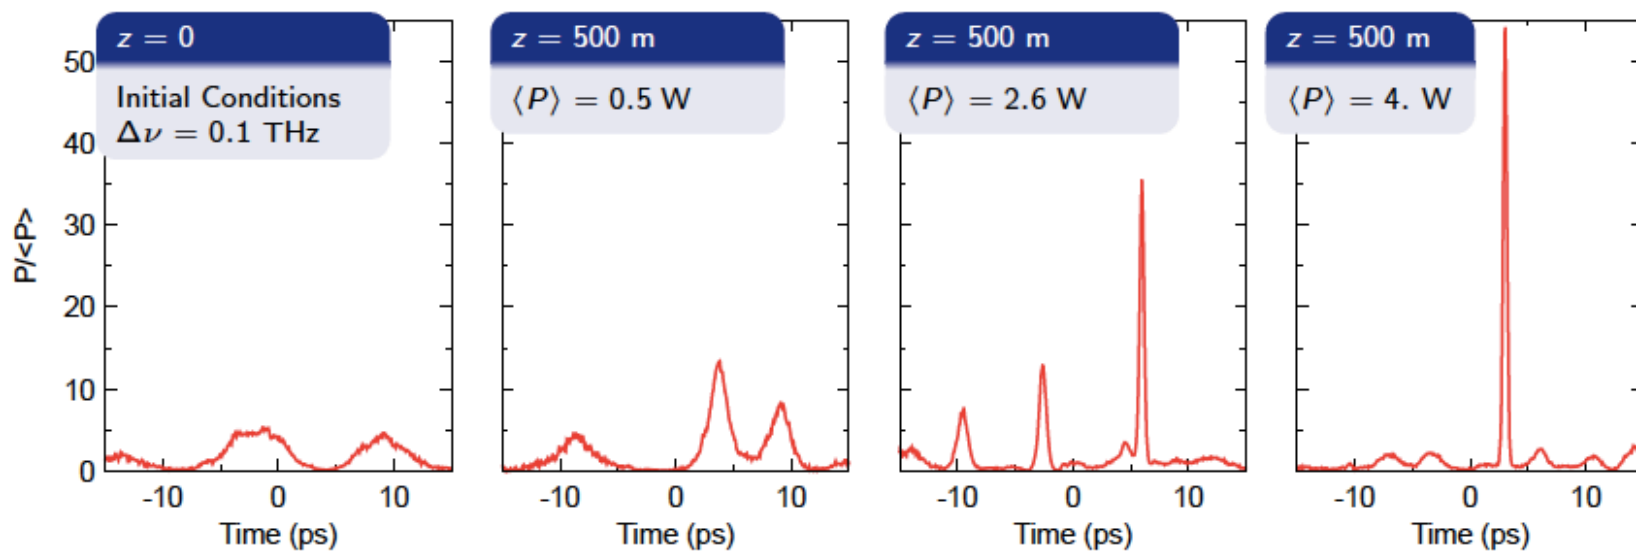 z = 0
Initial Conditions
Δν = 0.1 THz
z = 500 m
⟨P⟩ = 0.5 W
z = 500 m
⟨P⟩ = 2.6 W
z = 500 m
⟨P⟩ = 4. W
P/<P>
50
40
30
20
10
0
-10 0 10
Time (ps)
-10 0 10
Time (ps)
-10 0 10
Time (ps)
-10 0 10
Time (ps)